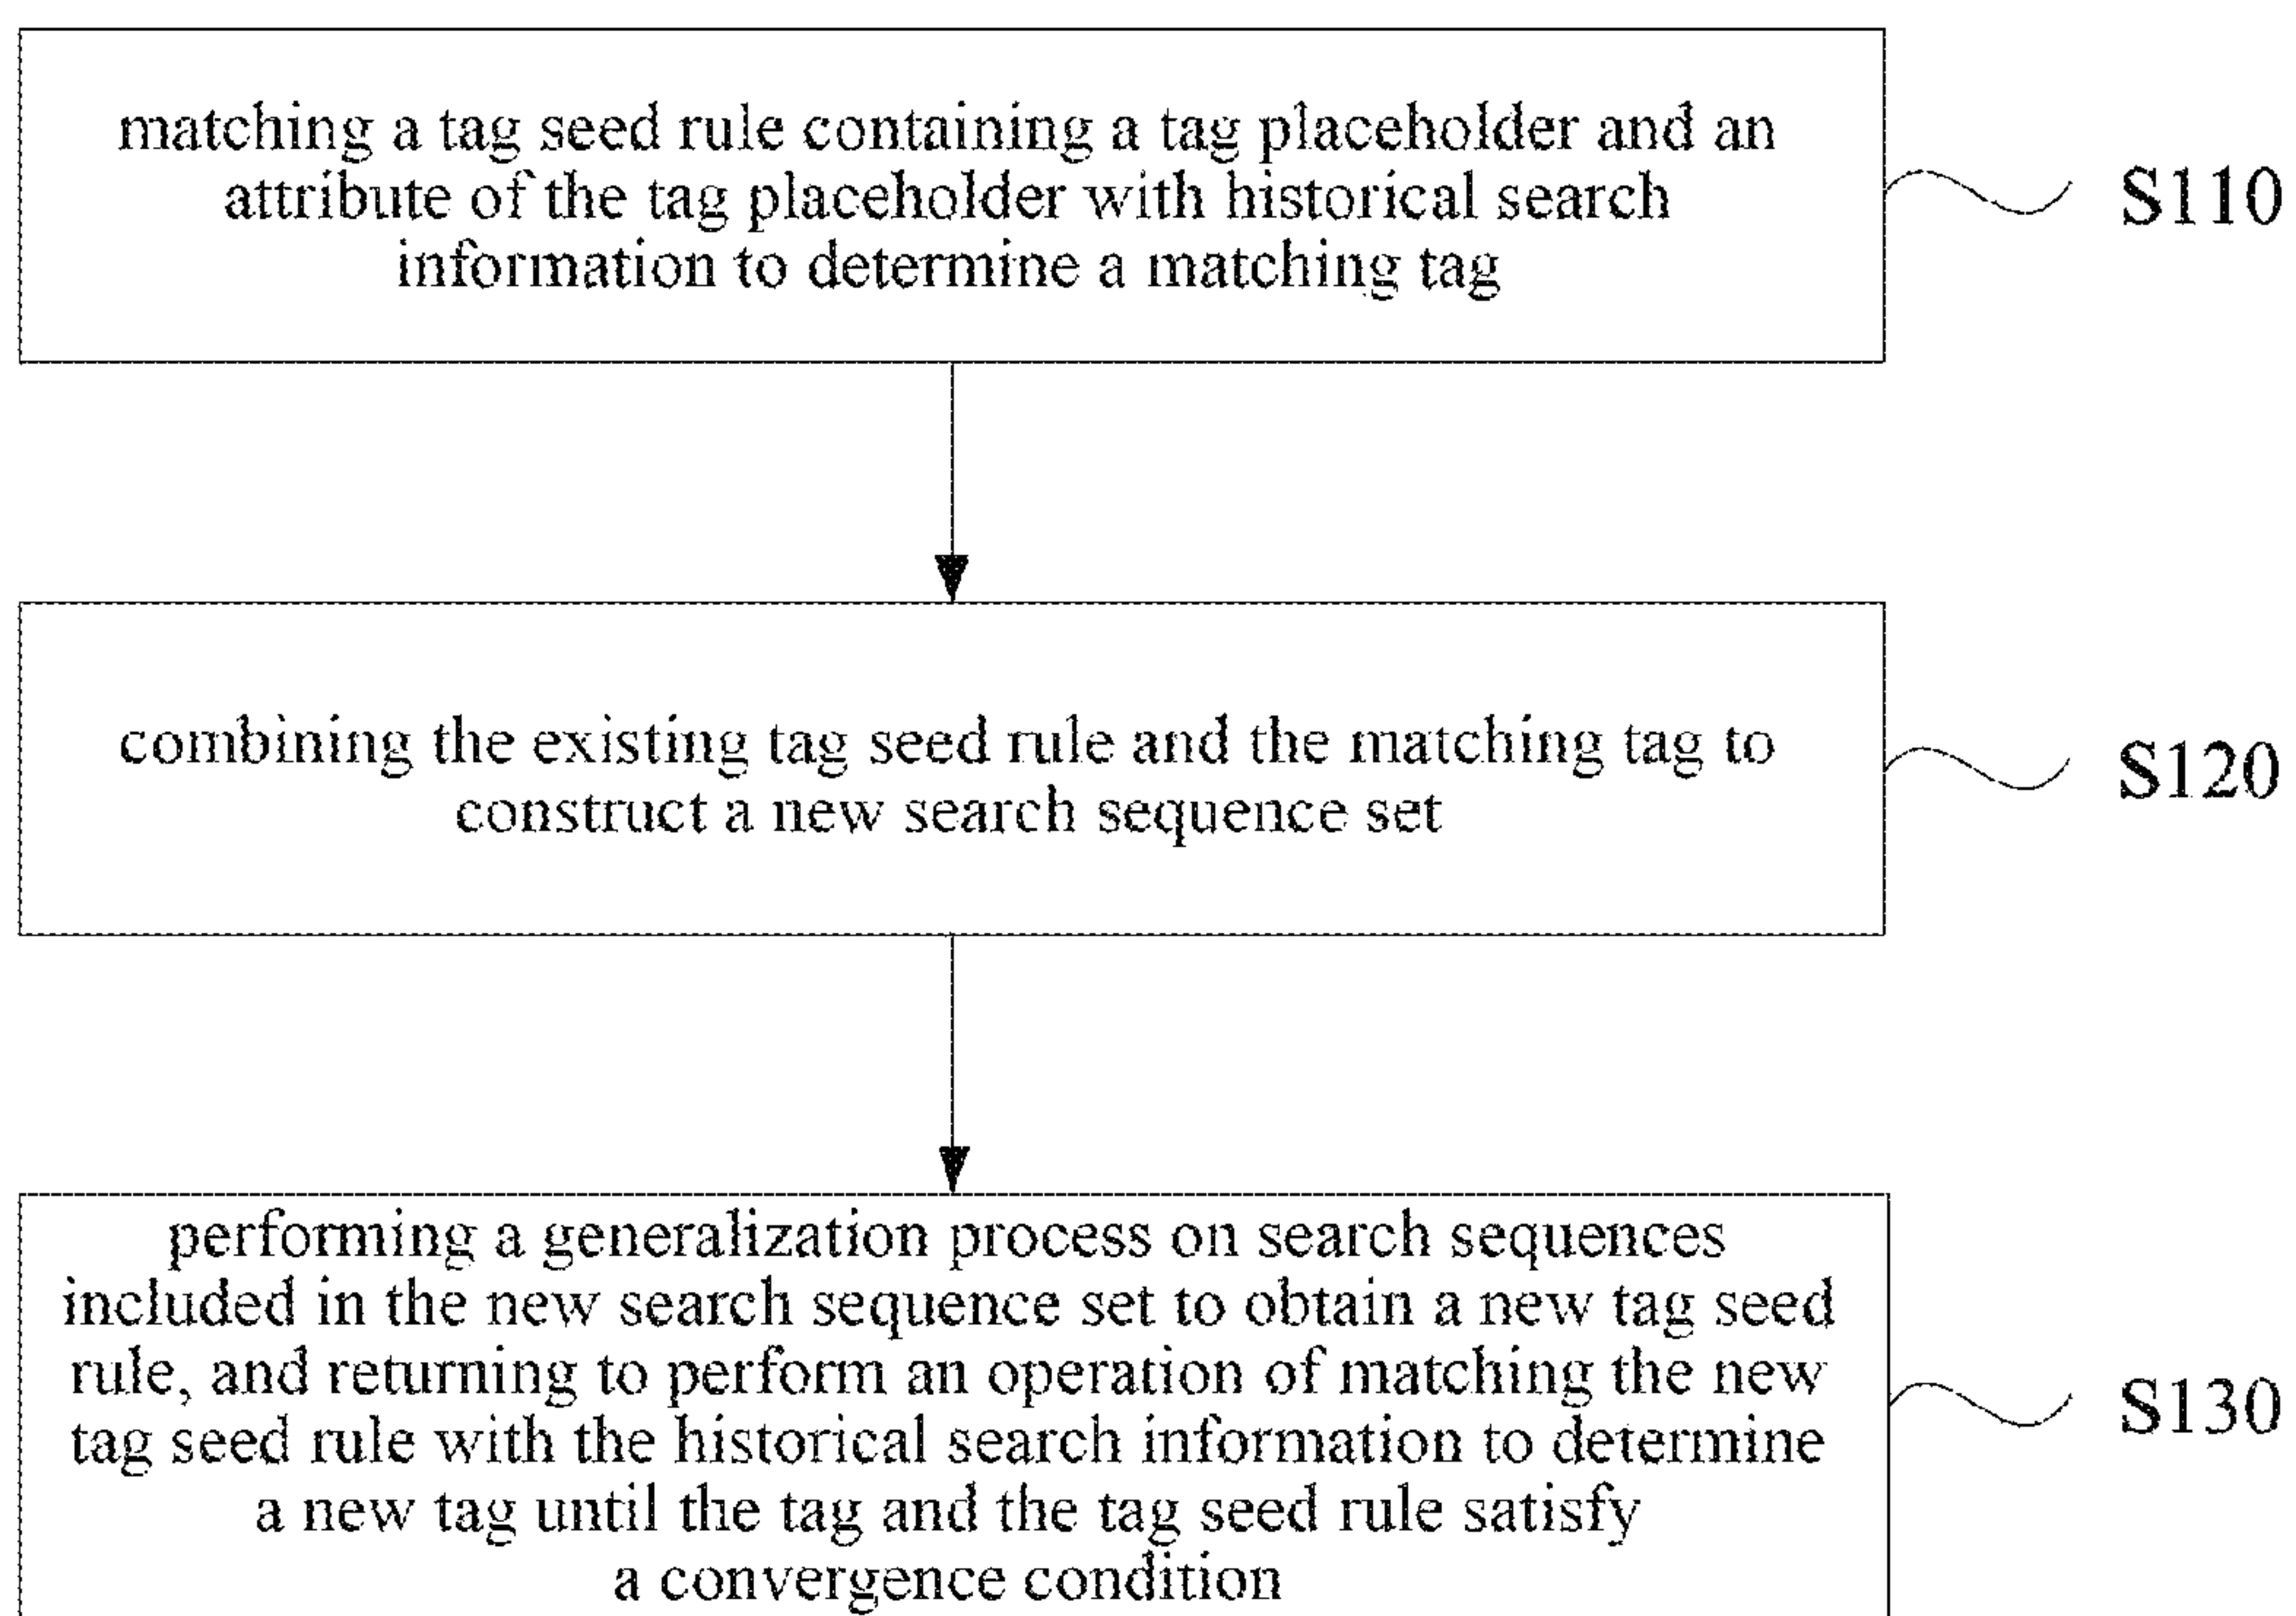 matching a tag seed rule containing a tag placeholder and an
attribute of the tag placeholder with historical search
information to determine a matching tag
S110
combining the existing tag seed rule and the matching tag to
construct a new search sequence set
S120
performing a generalization process on search sequences
included in the new search sequence set to obtain a new tag seed
rule, and returning to perform an operation of matching the new
tag seed rule with the historical search information to determine
a new tag until the tag and the tag seed rule satisfy
a convergence condition
S130